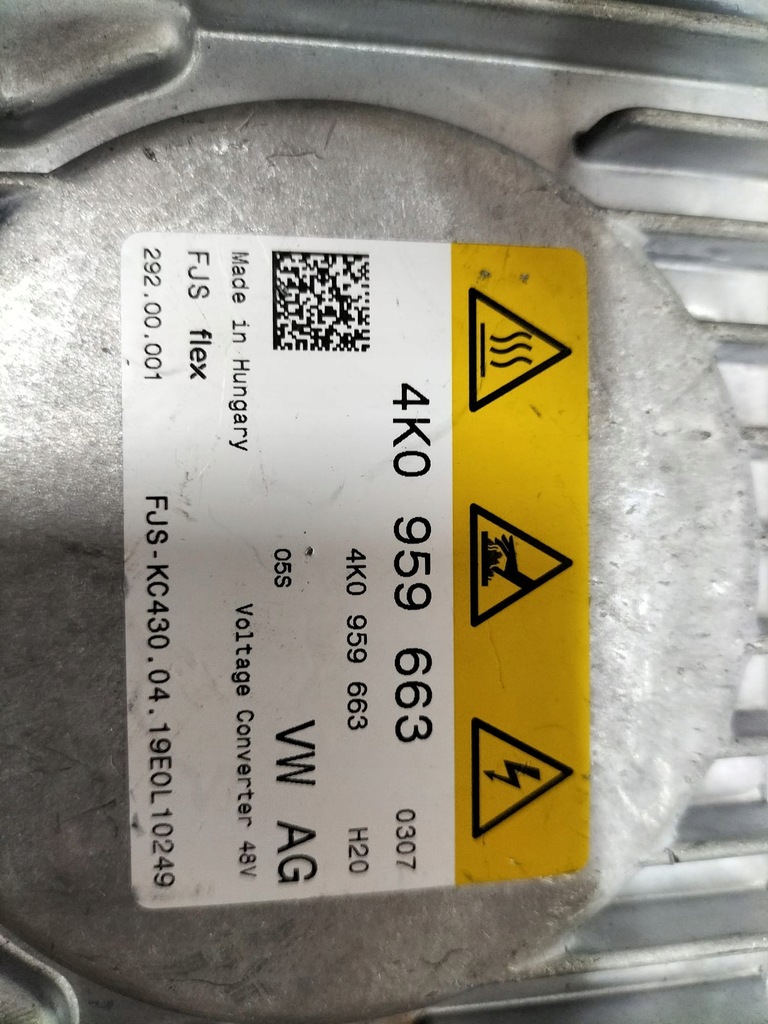 4K0 959 663 0307
4K0 959 663 H20
05S VW AG
Made in Hungary Voltage Converter 48V
FJS flex
292.00.001 FJS-KC430.04.19E0L10249